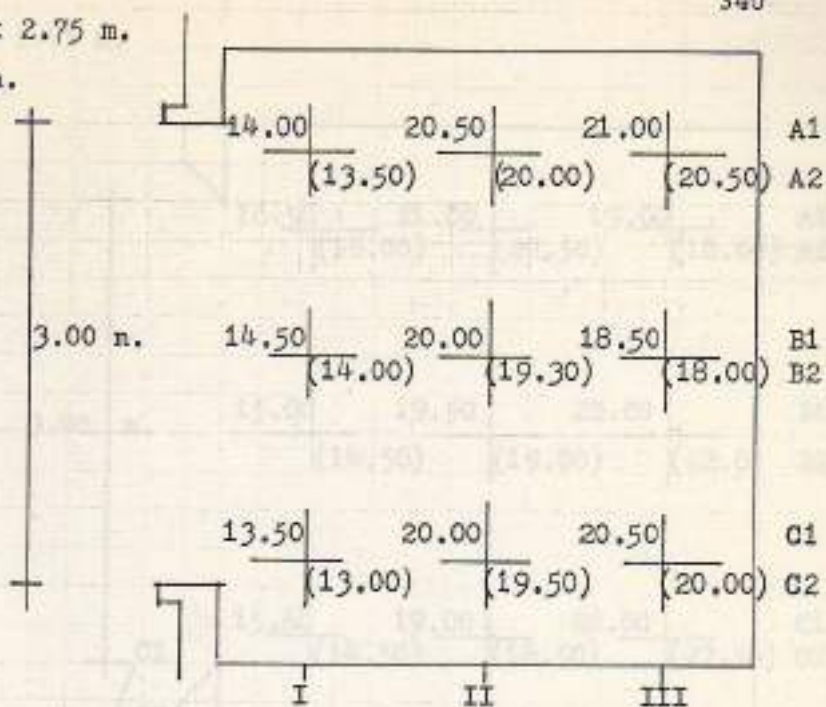 2.75 m.
14.00 20.50 21.00 A1
(13.50) (20.00) (20.50) A2
3.00 m.
14.50 20.00 18.50 B1
(14.00) (19.30) (18.00) B2
13.50 20.00 20.50 C1
(13.00) (19.50) (20.00) C2
I II III